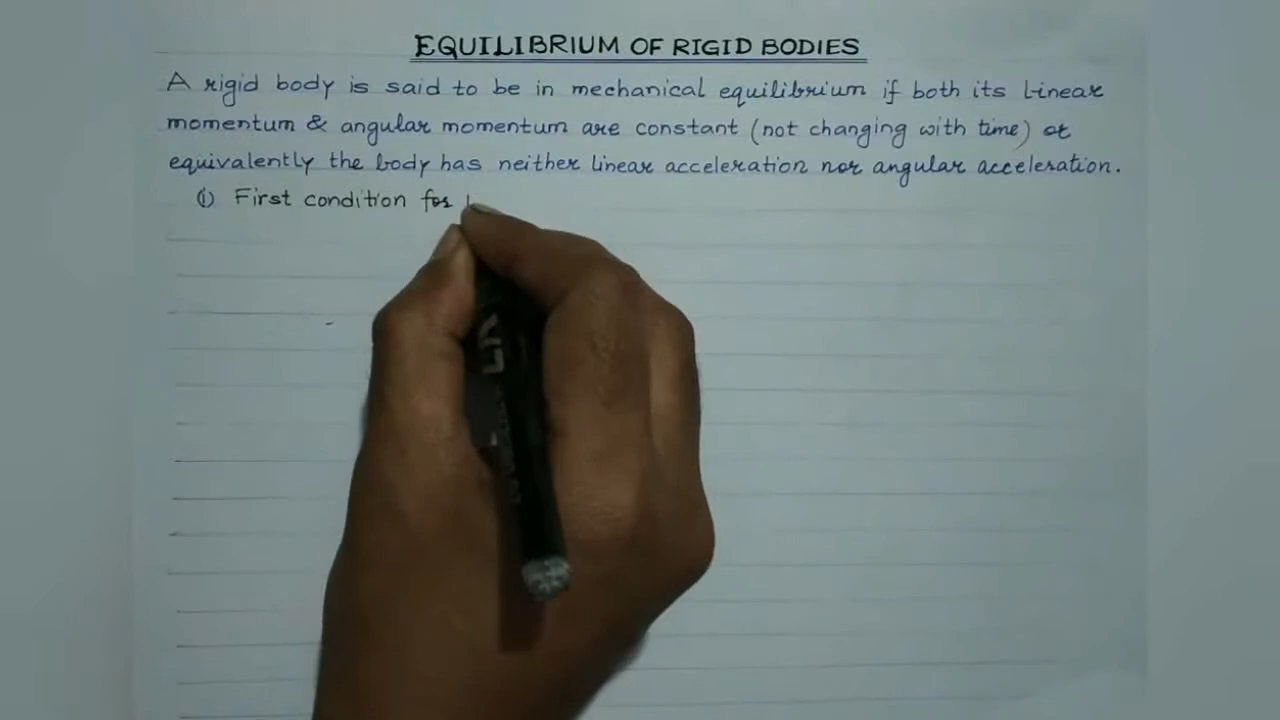 EQUILIBRIUM OF RIGID BODIES
A rigid body is said to be in mechanical equilibrium if both its linear
momentum & angular momentum are constant (not changing with time) or
equivalently the body has neither linear acceleration nor angular acceleration.
(i) First condition for